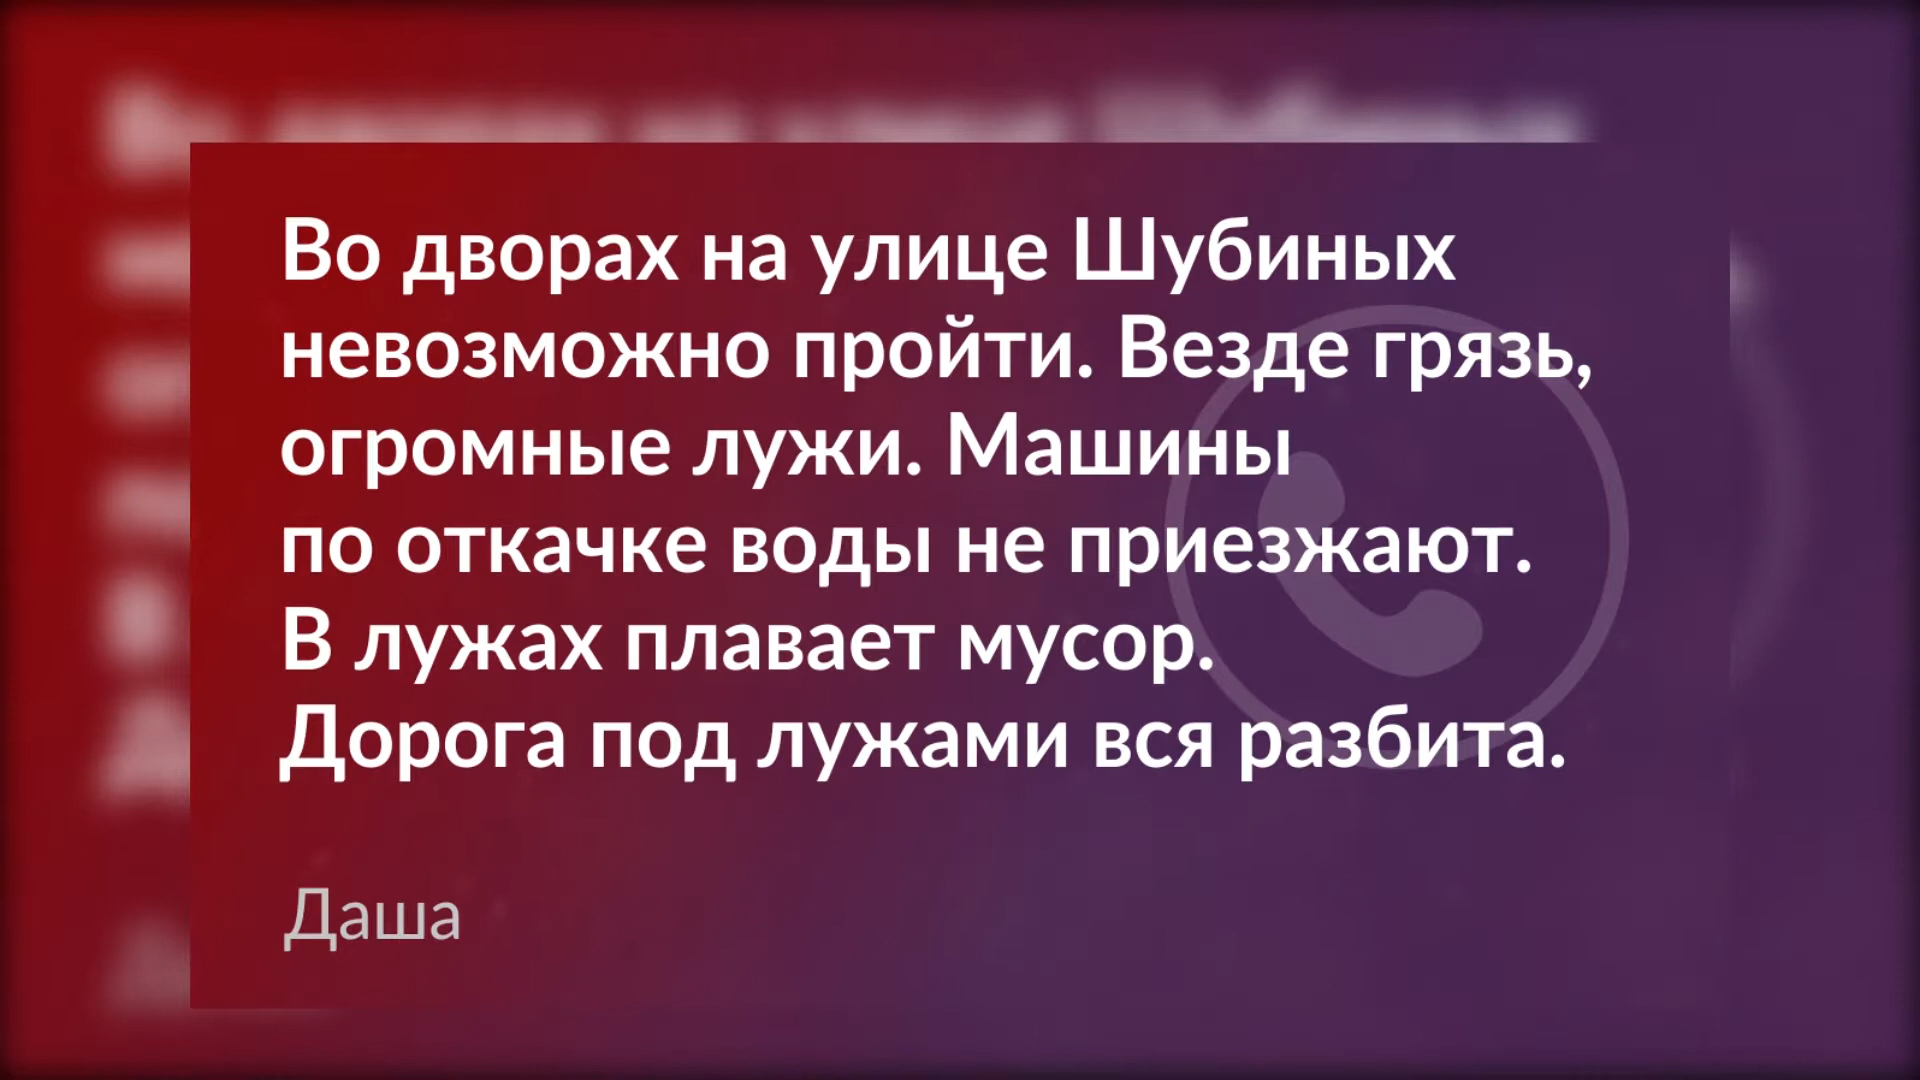 Во дворах на улице Шубиных
невозможно пройти. Везде грязь,
огромные лужи. Машины
по откачке воды не приезжают.
В лужах плавает мусор.
Дорога под лужами вся разбита.
Даша